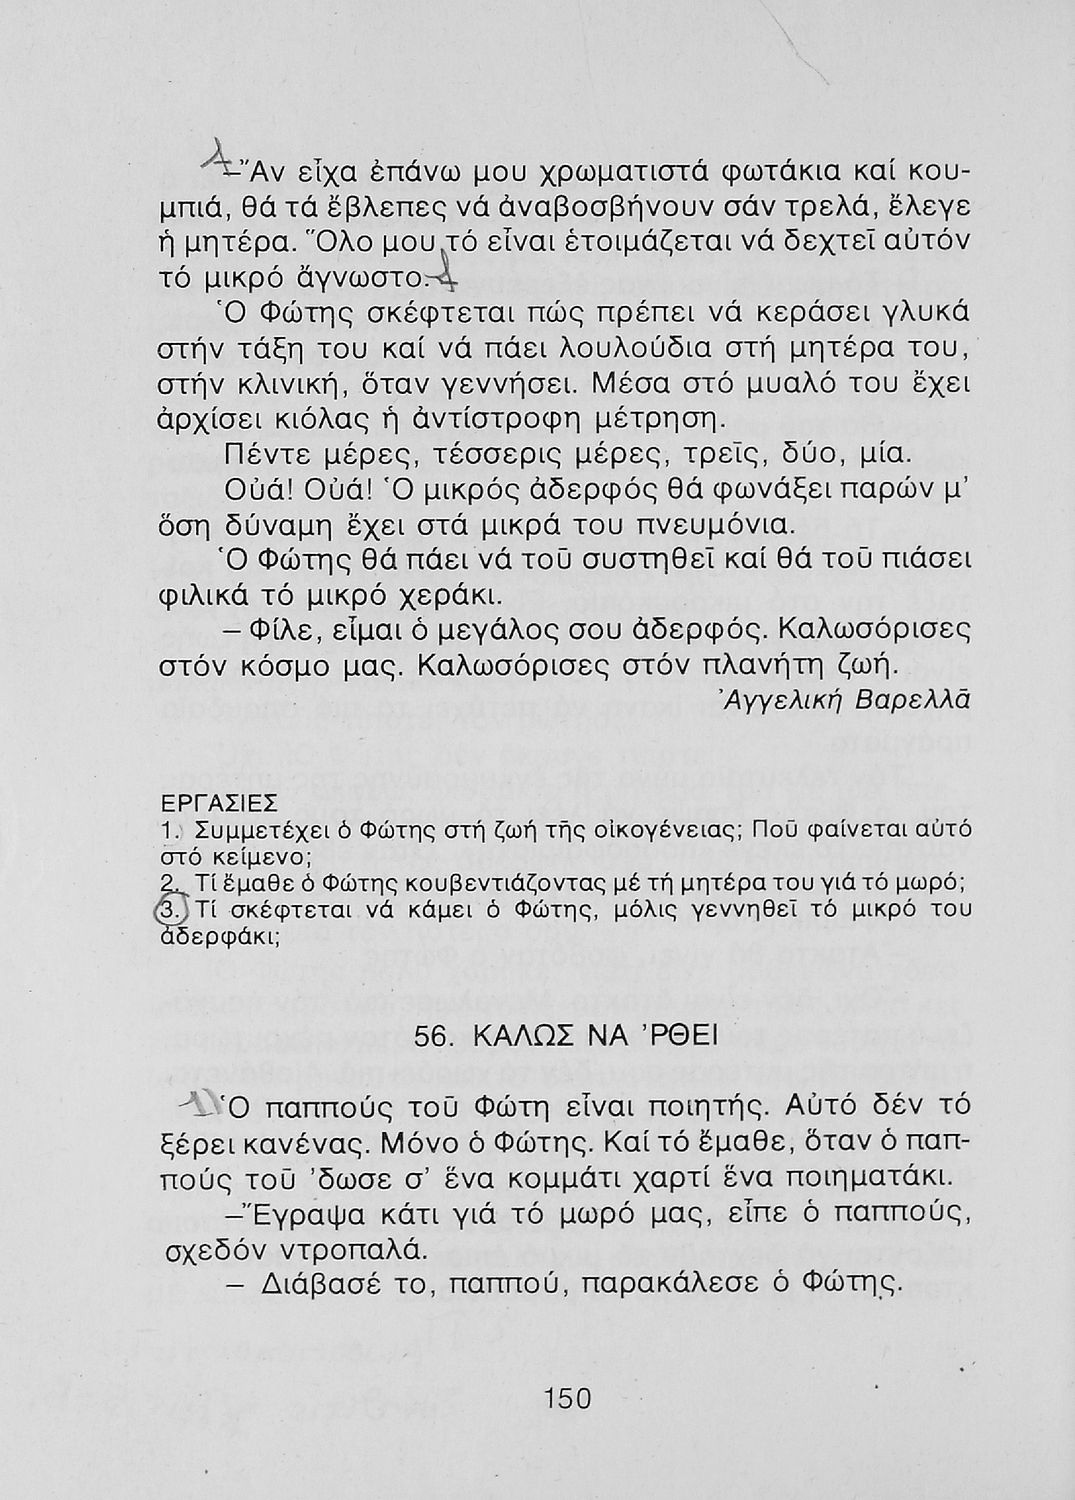 –Ἄν εἶχα ἐπάνω μου χρωματιστά φωτάκια καί κου-
μπιά, θά τά ἔβλεπες νά ἀναβοσβήνουν σάν τρελά, ἔλεγε
ἡ μητέρα. Ὅλο μου τό εἶναι ἑτοιμάζεται νά δεχτεῖ αὐτόν
τό μικρό ἄγνωστο.
Ὁ Φώτης σκέφτεται πώς πρέπει νά κεράσει γλυκά
στήν τάξη του καί νά πάει λουλούδια στή μητέρα του,
στήν κλινική, ὅταν γεννήσει. Μέσα στό μυαλό του ἔχει
ἀρχίσει κιόλας ἡ ἀντίστροφη μέτρηση.
Πέντε μέρες, τέσσερις μέρες, τρεῖς, δύο, μία.
Οὐά! Οὐά! Ὁ μικρός ἀδερφός θά φωνάξει παρών μ’
ὅση δύναμη ἔχει στά μικρά του πνευμόνια.
Ὁ Φώτης θά πάει νά τοῦ συστηθεῖ καί θά τοῦ πιάσει
φιλικά τό μικρό χεράκι.
– Φίλε, εἶμαι ὁ μεγάλος σου ἀδερφός. Καλωσόρισες
στόν κόσμο μας. Καλωσόρισες στόν πλανήτη ζωή.
Ἀγγελική Βαρελλᾶ
ΕΡΓΑΣΙΕΣ
1. Συμμετέχει ὁ Φώτης στή ζωή τῆς οἰκογένειας; Ποῦ φαίνεται αὐτό
στό κείμενο;
2. Τί ἔμαθε ὁ Φώτης κουβεντιάζοντας μέ τή μητέρα του γιά τό μωρό;
3. Τί σκέφτεται νά κάμει ὁ Φώτης, μόλις γεννηθεῖ τό μικρό του
ἀδερφάκι;
56. ΚΑΛΩΣ ΝΑ ’ΡΘΕΙ
Ὁ παππούς τοῦ Φώτη εἶναι ποιητής. Αὐτό δέν τό
ξέρει κανένας. Μόνο ὁ Φώτης. Καί τό ἔμαθε, ὅταν ὁ παπ-
πούς τοῦ ’δωσε σ’ ἕνα κομμάτι χαρτί ἕνα ποιηματάκι.
–Ἔγραψα κάτι γιά τό μωρό μας, εἶπε ὁ παππούς,
σχεδόν ντροπαλά.
– Διάβασέ το, παππού, παρακάλεσε ὁ Φώτης.
150